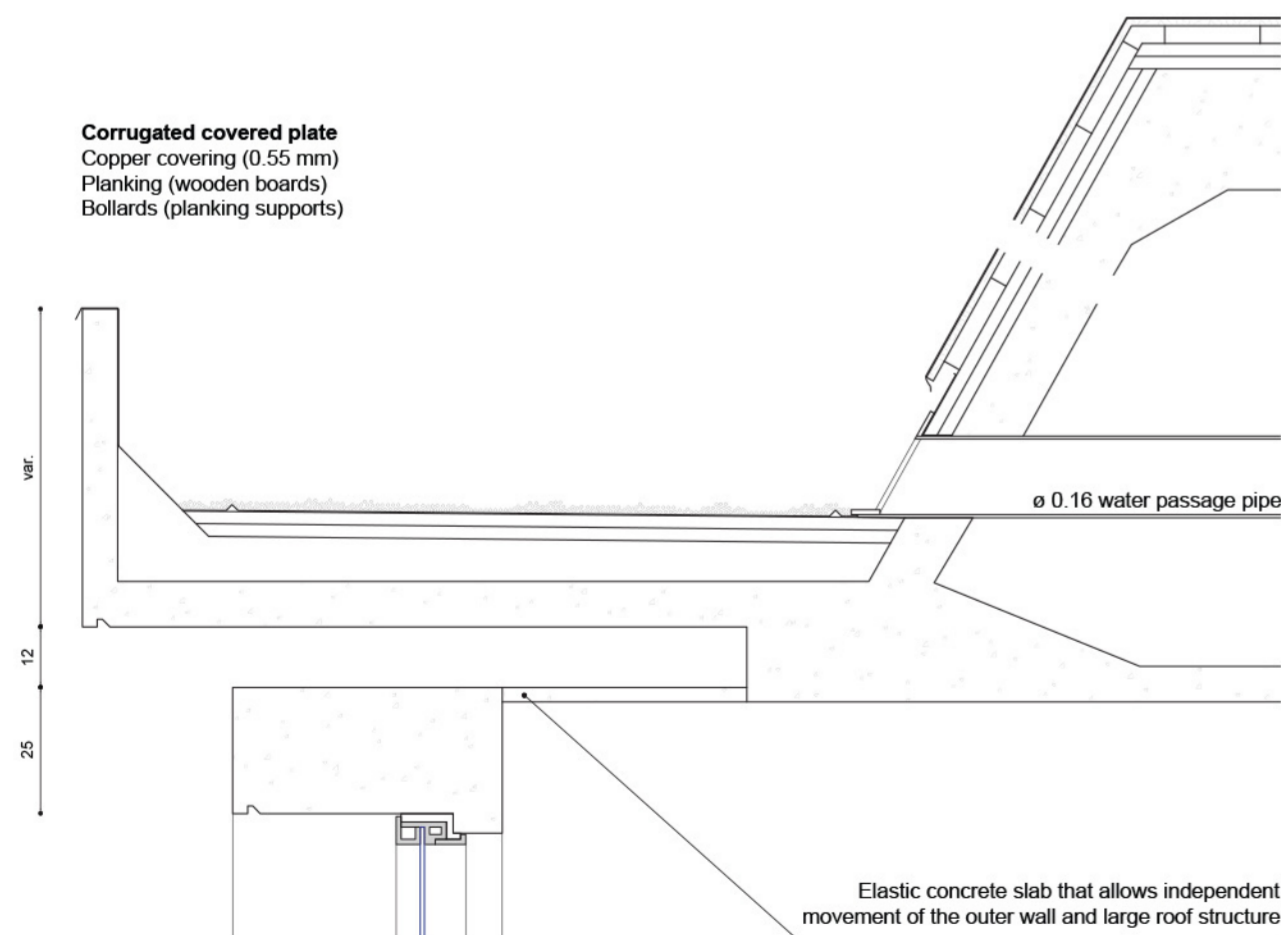 Corrugated covered plate
Copper covering (0.55 mm)
Planking (wooden boards)
Bollards (planking supports)
var.
ø 0.16 water passage pipe
12
25
Elastic concrete slab that allows independent
movement of the outer wall and large roof structure